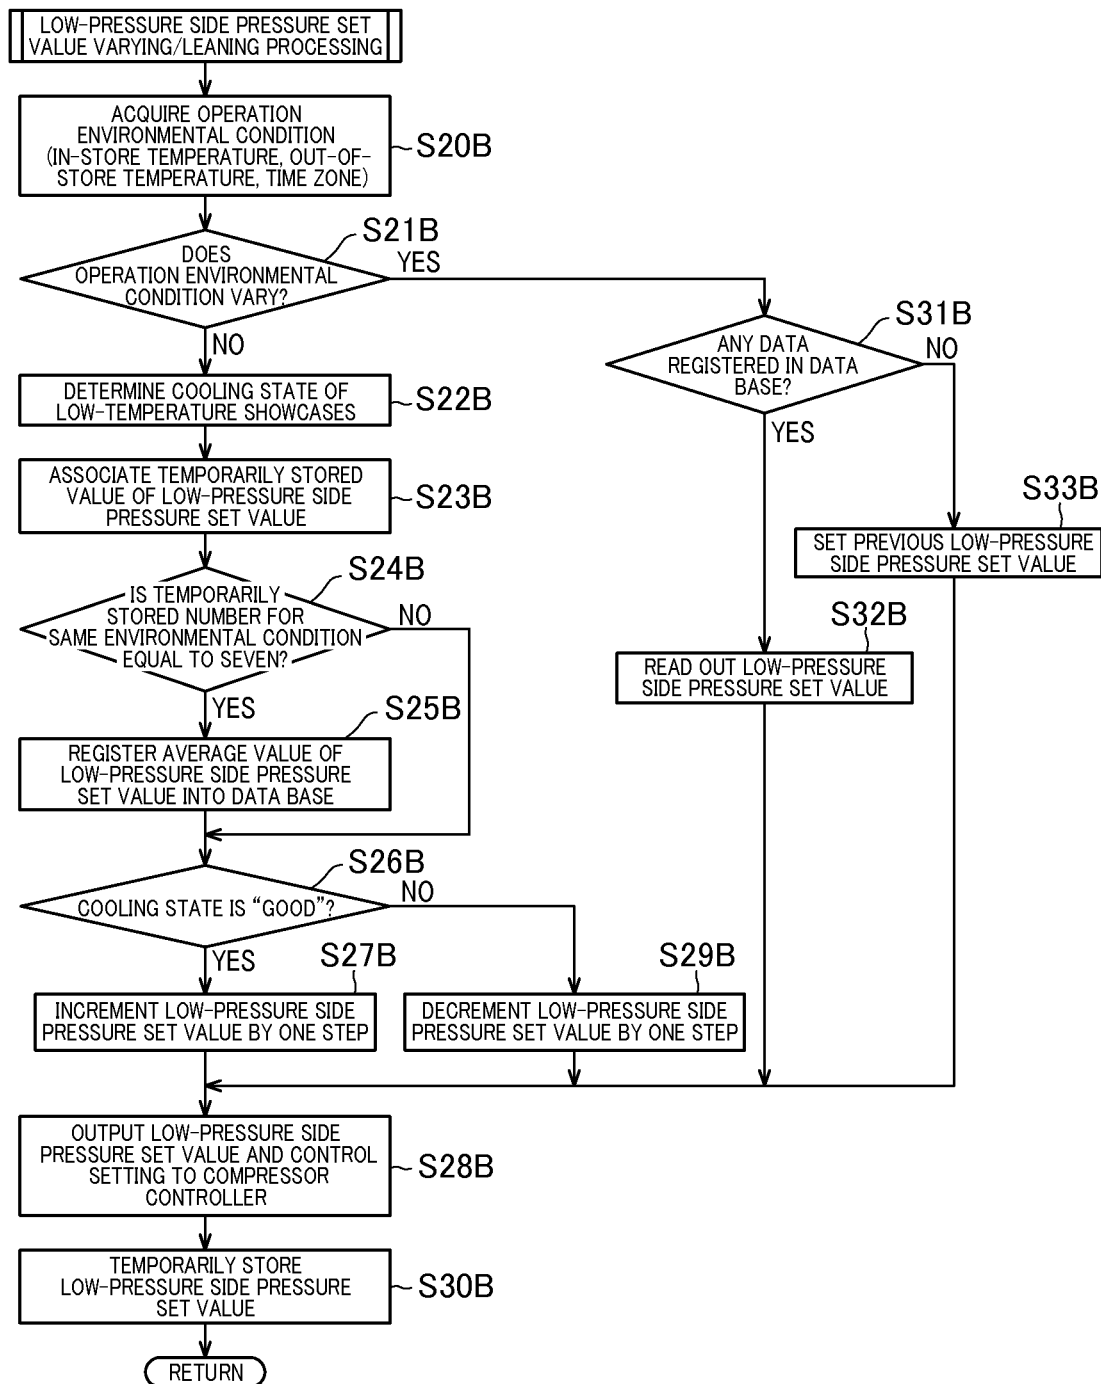 LOW-PRESSURE SIDE PRESSURE SET
VALUE VARYING/LEANING PROCESSING
ACQUIRE OPERATION
ENVIRONMENTAL CONDITION
(IN-STORE TEMPERATURE, OUT-OF-
STORE TEMPERATURE, TIME ZONE)
S20B
S21B
DOES
OPERATION ENVIRONMENTAL
CONDITION VARY?
YES
NO
S31B
ANY DATA
REGISTERED IN DATA
BASE?
NO
YES
DETERMINE COOLING STATE OF
LOW-TEMPERATURE SHOWCASES
S22B
ASSOCIATE TEMPORARILY STORED
VALUE OF LOW-PRESSURE SIDE
PRESSURE SET VALUE
S23B
S33B
SET PREVIOUS LOW-PRESSURE
SIDE PRESSURE SET VALUE
S24B
IS TEMPORARILY
STORED NUMBER FOR
SAME ENVIRONMENTAL CONDITION
EQUAL TO SEVEN?
NO
YES
S32B
READ OUT LOW-PRESSURE
SIDE PRESSURE SET VALUE
S25B
REGISTER AVERAGE VALUE OF
LOW-PRESSURE SIDE PRESSURE
SET VALUE INTO DATA BASE
S26B
COOLING STATE IS “GOOD”?
NO
YES
S27B
INCREMENT LOW-PRESSURE SIDE
PRESSURE SET VALUE BY ONE STEP
S29B
DECREMENT LOW-PRESSURE SIDE
PRESSURE SET VALUE BY ONE STEP
OUTPUT LOW-PRESSURE SIDE
PRESSURE SET VALUE AND CONTROL
SETTING TO COMPRESSOR
CONTROLLER
S28B
TEMPORARILY STORE
LOW-PRESSURE SIDE PRESSURE
SET VALUE
S30B
RETURN